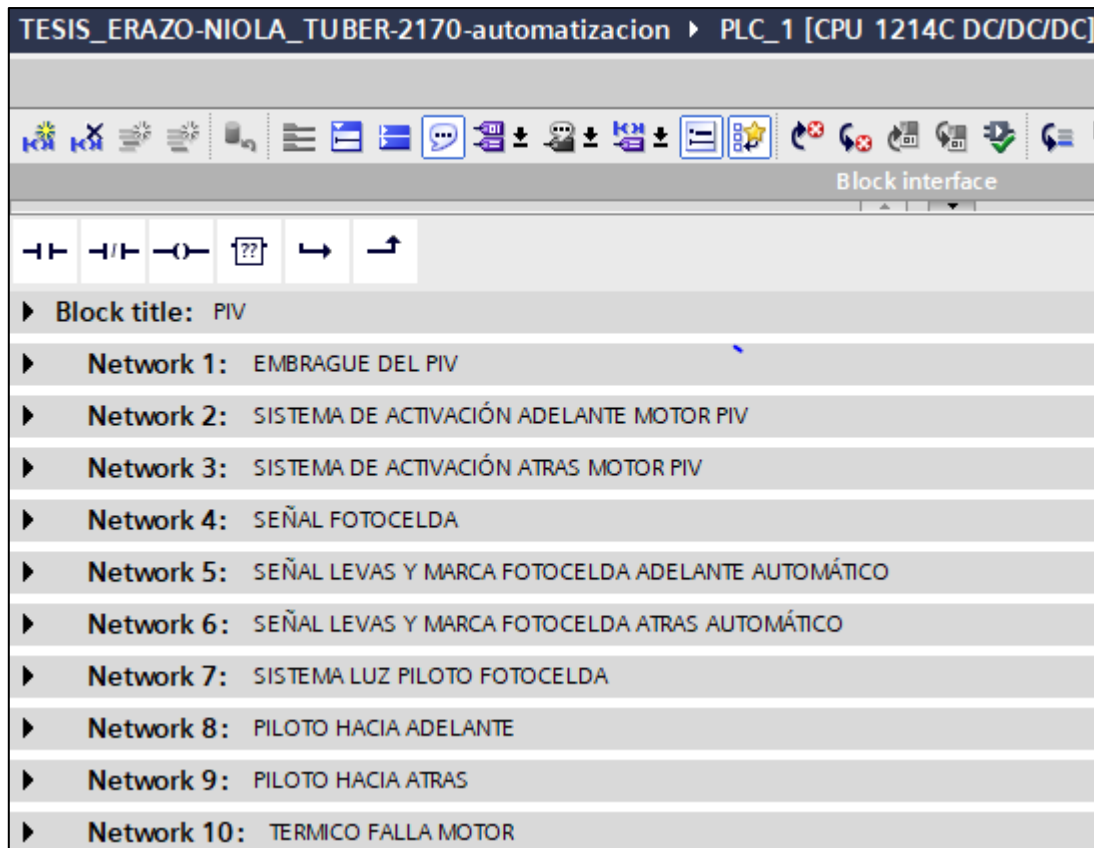 TESIS_ERAZO-NIOLA_TUBER-2170-automatizacion ▸ PLC_1 [CPU 1214C DC/DC/DC]
Block interface
??
Block title: PIV
Network 1: EMBRAGUE DEL PIV
Network 2: SISTEMA DE ACTIVACIÓN ADELANTE MOTOR PIV
Network 3: SISTEMA DE ACTIVACIÓN ATRAS MOTOR PIV
Network 4: SEÑAL FOTOCELDA
Network 5: SEÑAL LEVAS Y MARCA FOTOCELDA ADELANTE AUTOMÁTICO
Network 6: SEÑAL LEVAS Y MARCA FOTOCELDA ATRAS AUTOMÁTICO
Network 7: SISTEMA LUZ PILOTO FOTOCELDA
Network 8: PILOTO HACIA ADELANTE
Network 9: PILOTO HACIA ATRAS
Network 10: TERMICO FALLA MOTOR